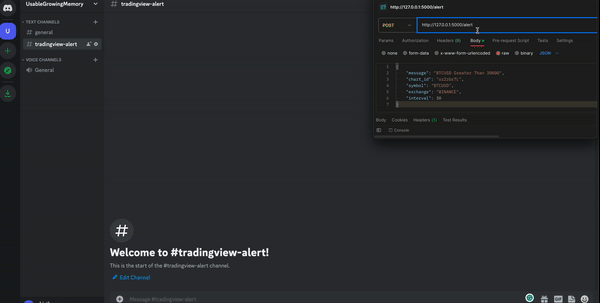 UsableGrowingMemory
TEXT CHANNELS
general
tradingview-alert
VOICE CHANNELS
General
U
tradingview-alert
Welcome to #tradingview-alert!
This is the start of the #tradingview-alert channel.
Edit Channel
Message #tradingview-alert
http://127.0.0.1:5000/alert
POST
http://127.0.0.1:5000/alert
Params Authorization Headers (9) Body Pre-request Script Tests Settings
none form-data x-www-form-urlencoded raw binary JSON
1 {
2 "message": "BTCUSD Greater Than 30000",
3 "chart_id":
4 "symbol": "BTCUSD",
5 "exchange": "BINANCE",
6 "interval": 30
7 }
Body Cookies Headers Test Results
Console
GIF